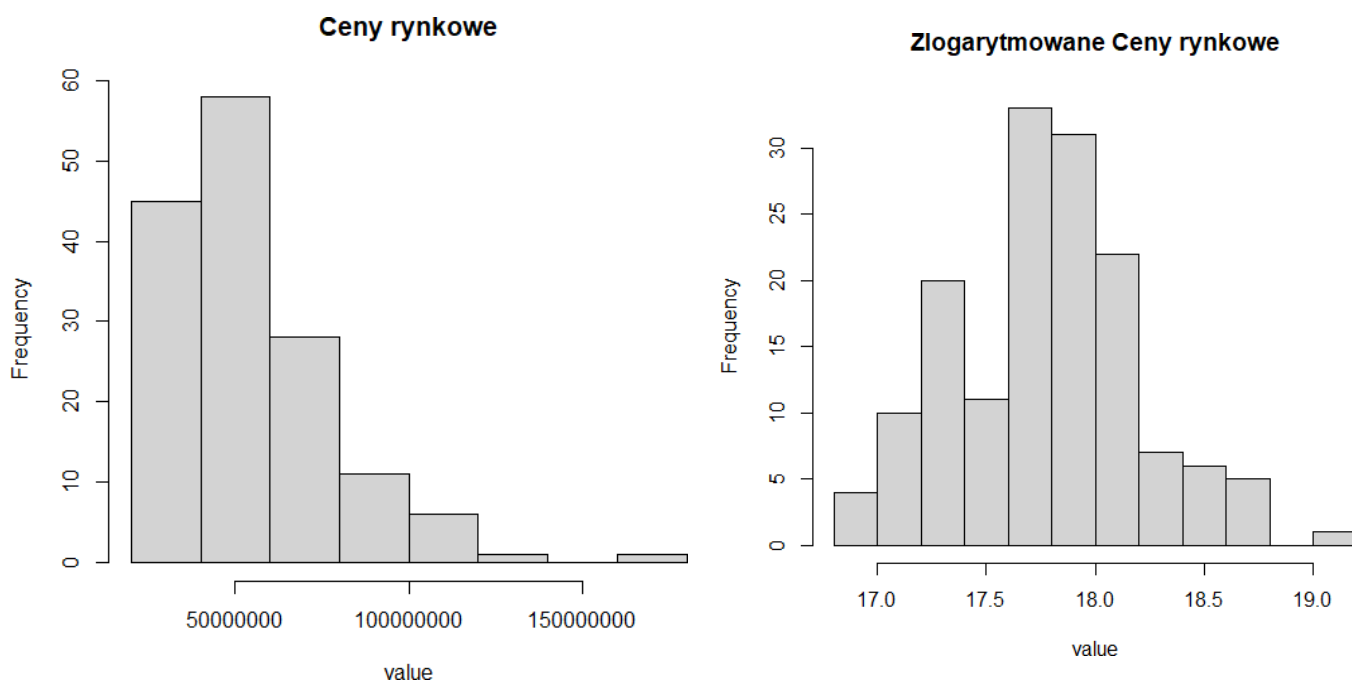 Ceny rynkowe
Frequency
60
50
40
30
20
10
0
50000000 100000000 150000000
value
Zlogarytmowane Ceny rynkowe
Frequency
30
25
20
15
10
5
0
17.0 17.5 18.0 18.5 19.0
value